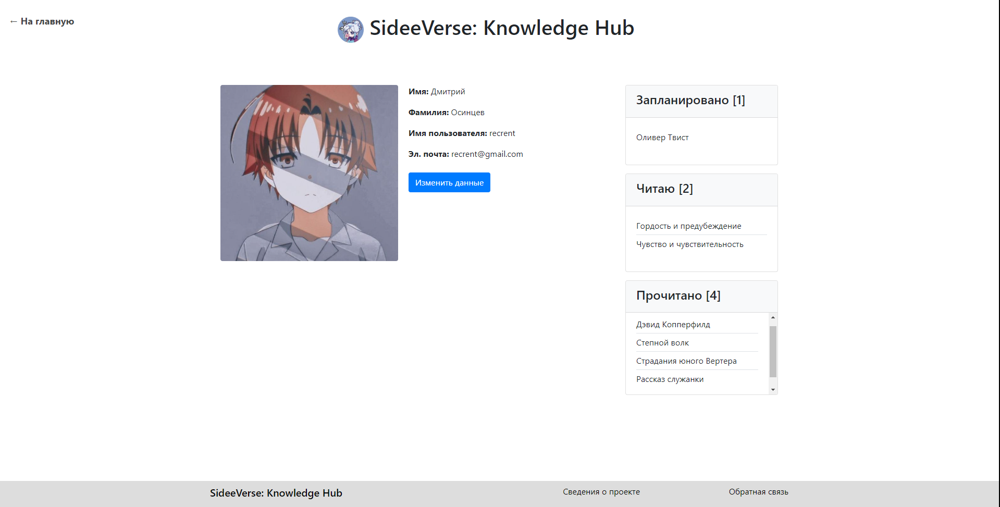 ← На главную
SideeVerse: Knowledge Hub
Имя: Дмитрий
Фамилия: Осинцев
Имя пользователя: recrent
Эл. почта: recrent@gmail.com
Изменить данные
Запланировано [1]
Оливер Твист
Читаю [2]
Гордость и предубеждение
Чувство и чувствительность
Прочитано [4]
Дэвид Копперфилд
Степной волк
Страдания юного Вертера
Рассказ служанки
SideeVerse: Knowledge Hub
Сведения о проекте
Обратная связь